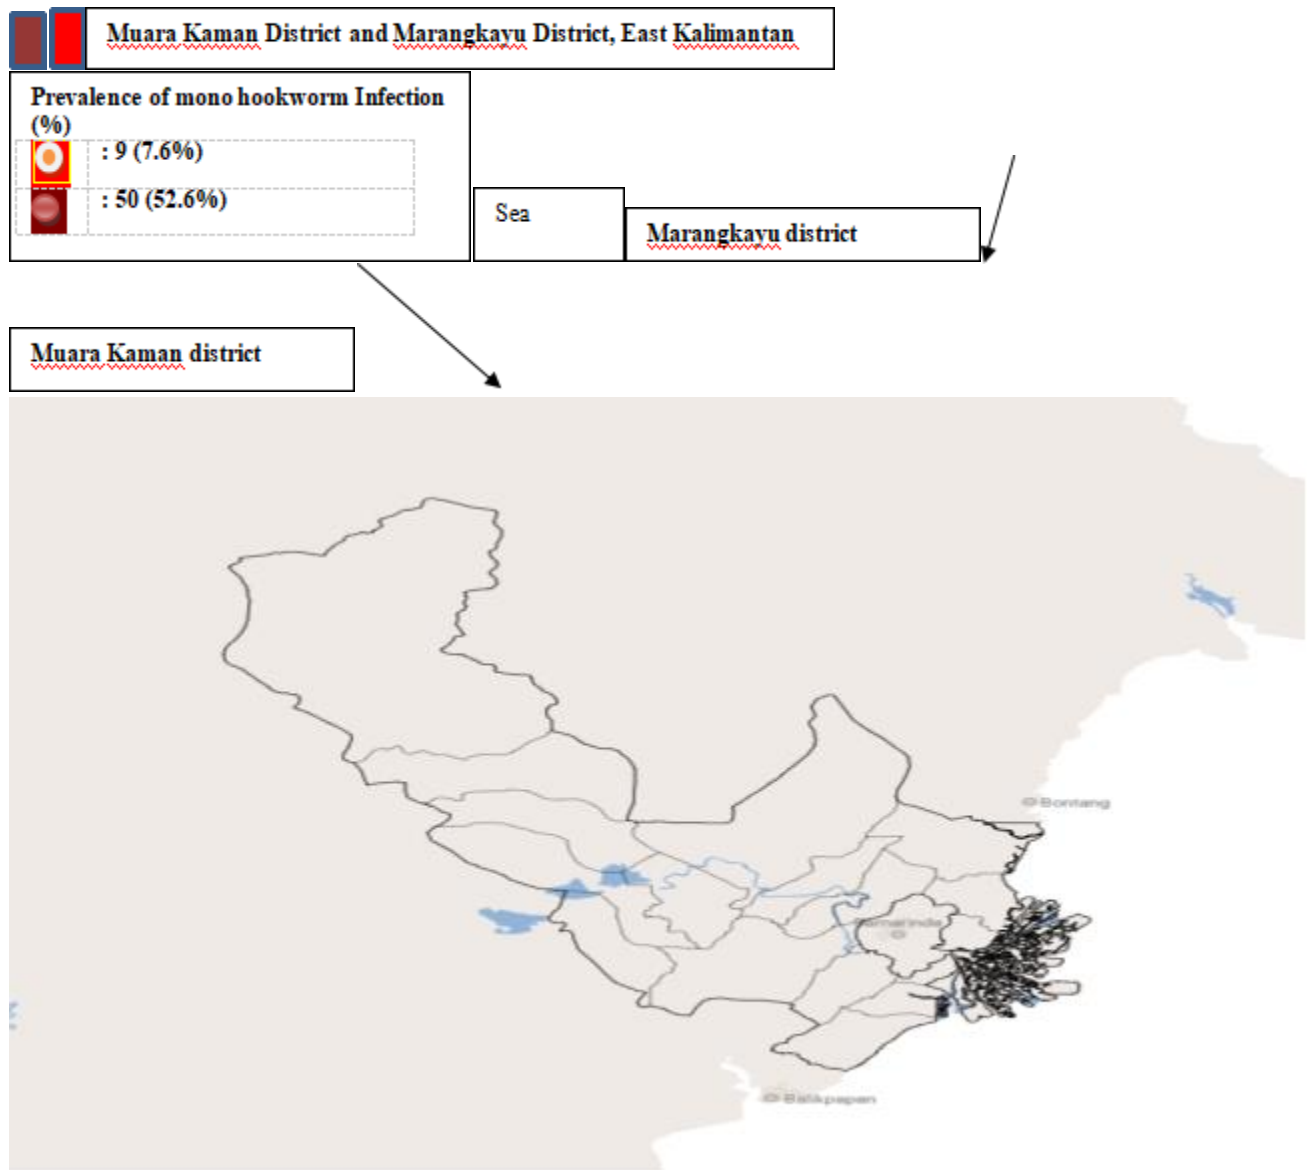 Muara Kaman District and Marangkayu District, East Kalimantan
Prevalence of mono hookworm Infection
(%)
: 9 (7.6%)
: 50 (52.6%)
Sea
Marangkayu district
Muara Kaman district
Bontang
Samarinda
Balikpapan